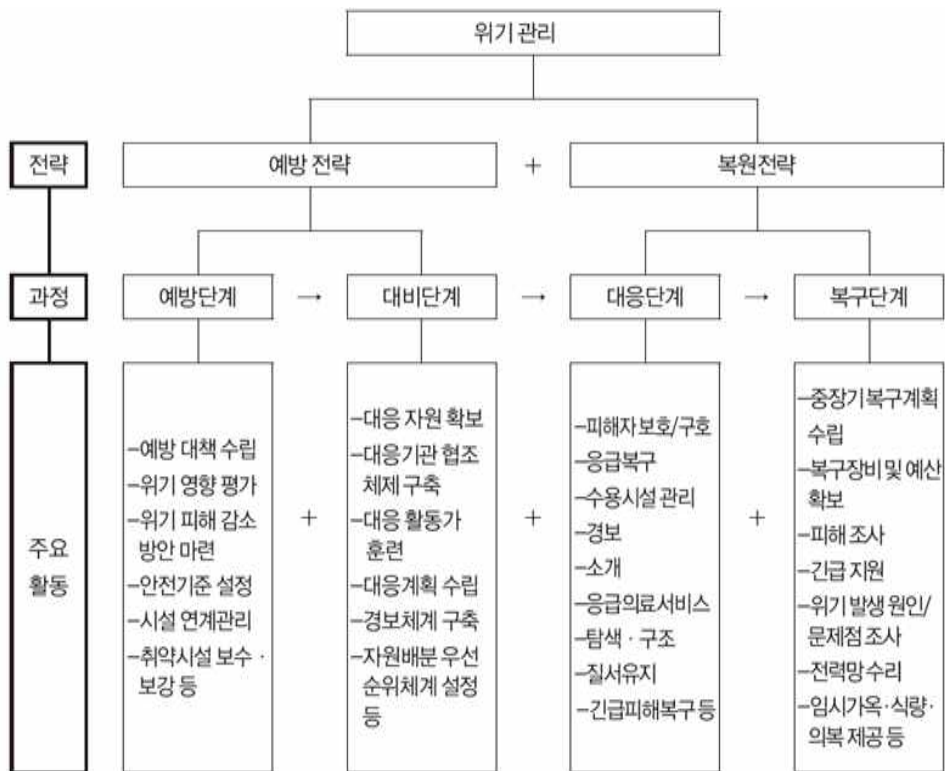 위기 관리
전략
예방 전략
+
복원전략
과정
예방단계
→
대비단계
→
대응단계
→
복구단계
주요
활동
–예방 대책 수립
–위기 영향 평가
–위기 피해 감소
방안 마련
–안전기준 설정
–시설 연계관리
–취약시설 보수 ·
보강 등
+
–대응 자원 확보
–대응기관 협조
체제 구축
–대응 활동가
훈련
–대응계획 수립
–경보체계 구축
–자원배분 우선
순위체계 설정
등
+
–피해자 보호/구호
–응급복구
–수용시설 관리
–경보
–소개
–응급의료서비스
–탐색 · 구조
–질서유지
–긴급피해복구 등
+
–중장기 복구계획
수립
–복구장비 및 예산
확보
–피해 조사
–긴급 지원
–위기 발생 원인/
문제점 조사
–전력망 수리
–임시가옥·식량·
의복 제공 등